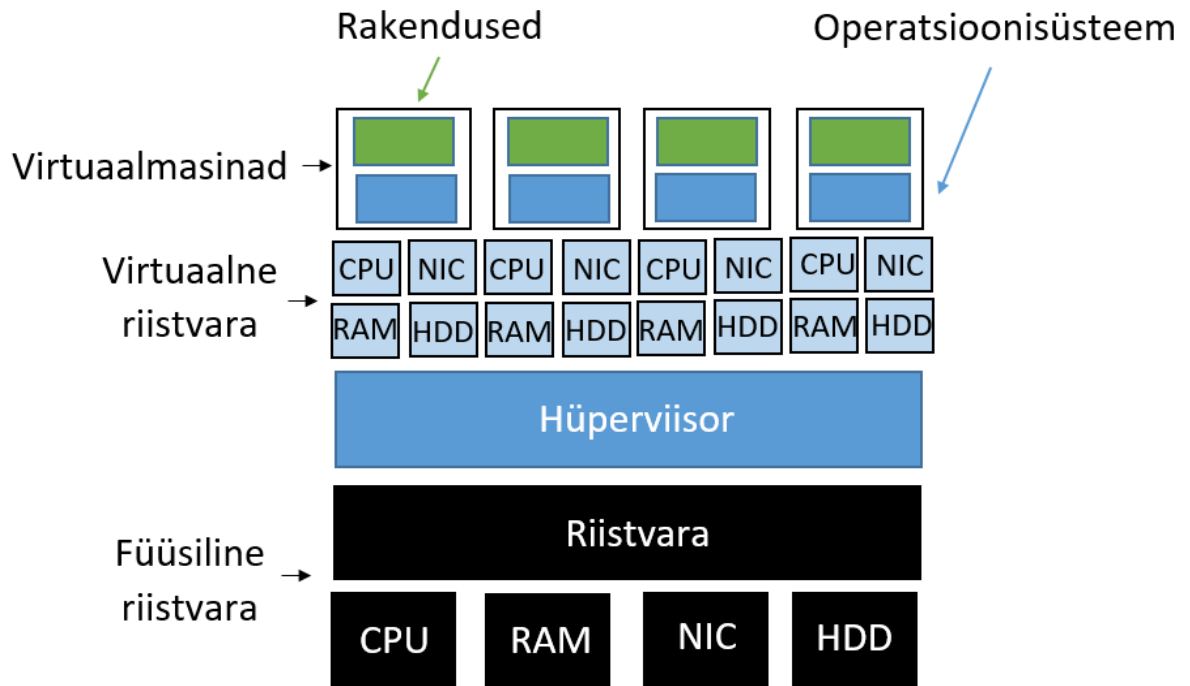 Rakendused
Operatsioonisüsteem
Virtuaalmasinad
Virtuaalne
riistvara
CPU NIC CPU NIC CPU NIC CPU NIC
RAM HDD RAM HDD RAM HDD RAM HDD
Hüperviisor
Füüsiline
riistvara
Riistvara
CPU RAM NIC HDD